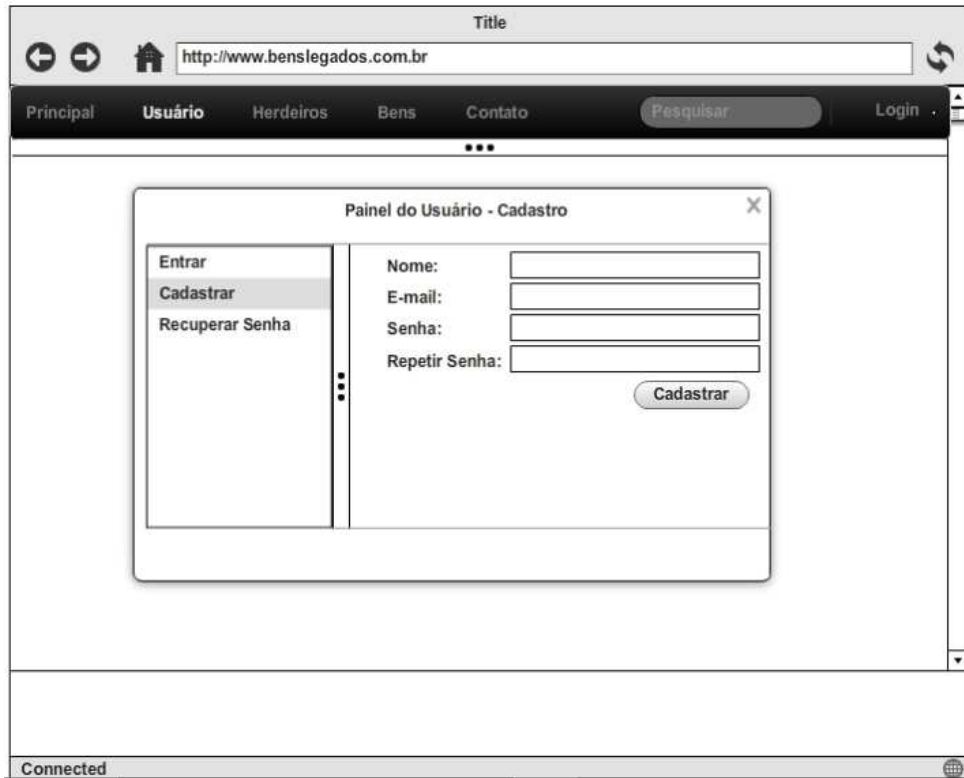 Title
http://www.benslegados.com.br
Principal Usuário Herdeiros Bens Contato Pesquisar Login
Painel do Usuário - Cadastro X
Entrar
Cadastrar
Recuperar Senha
Nome:
E-mail:
Senha:
Repetir Senha:
Cadastrar
Connected